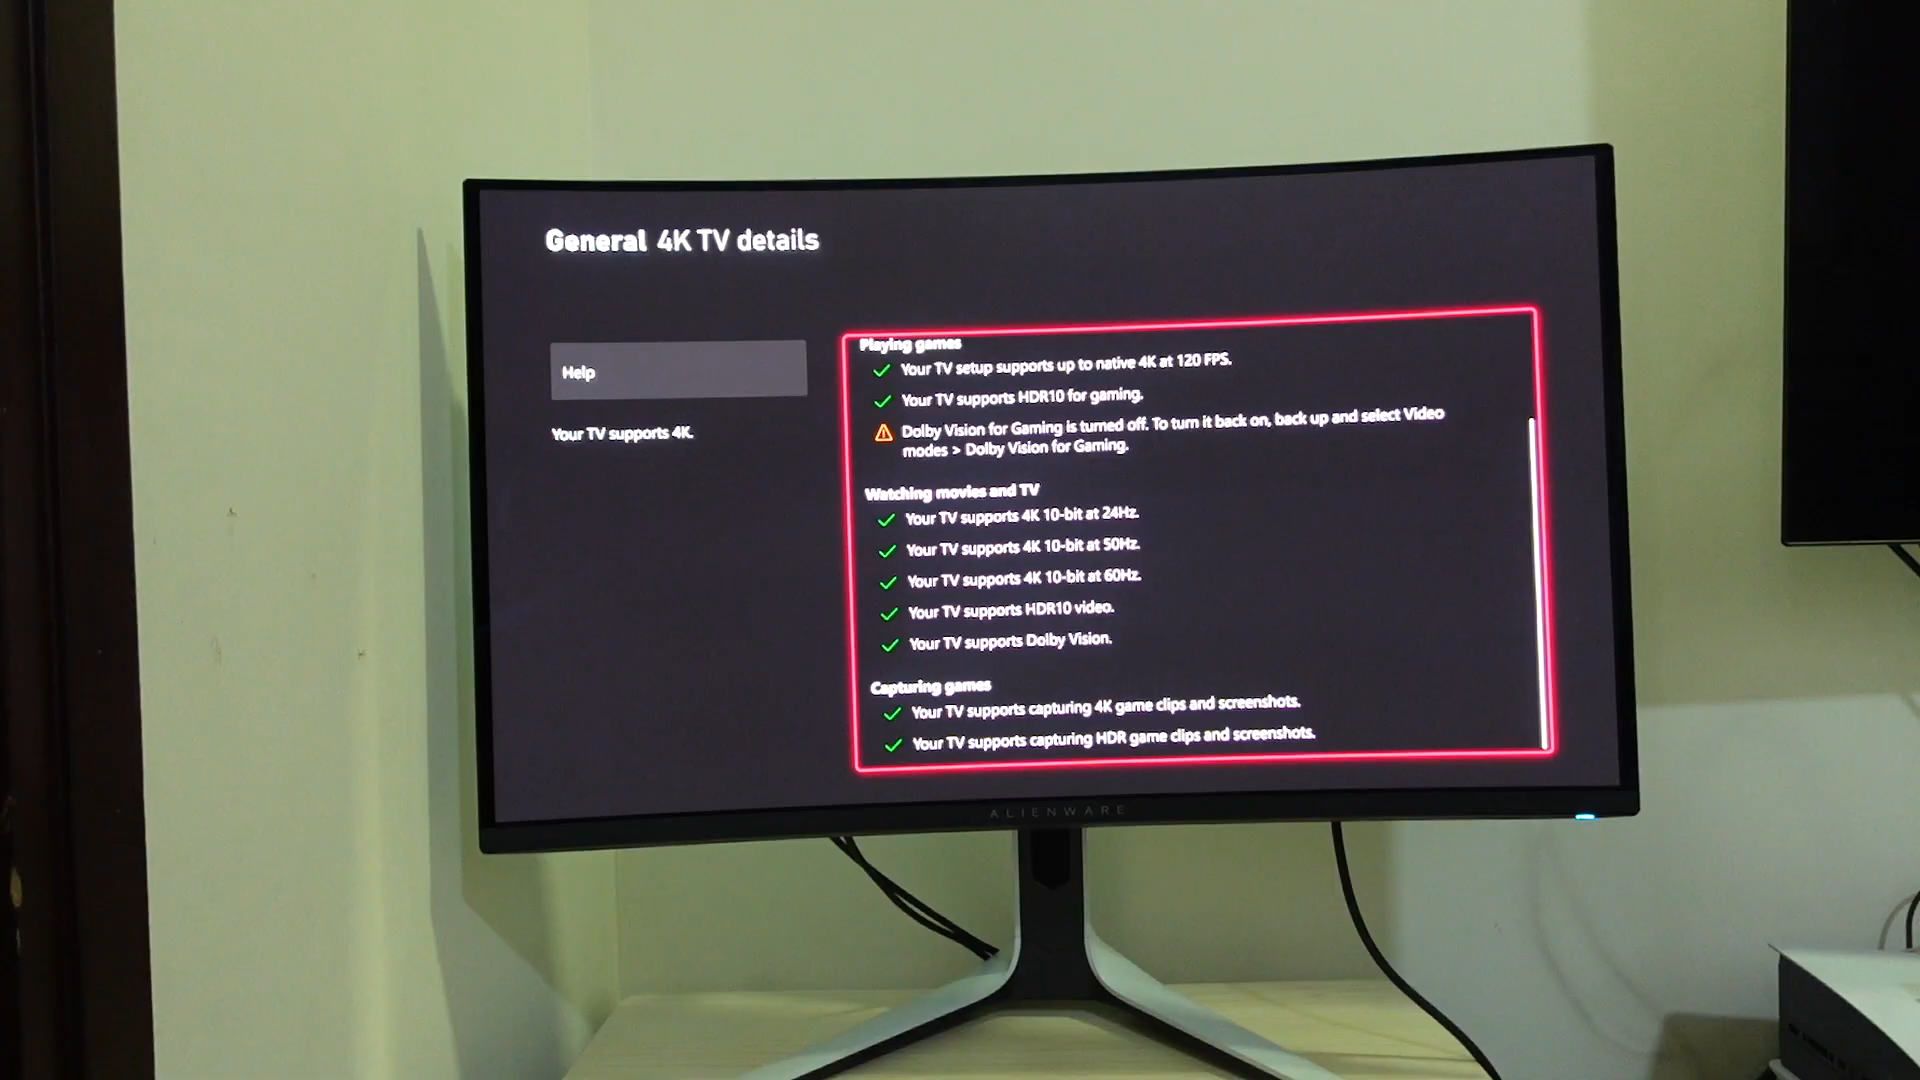 General 4K TV details
Help
Your TV supports 4K.
Playing games
Your TV setup supports up to native 4K at 120 FPS.
Your TV supports HDR10 for gaming.
Dolby Vision for Gaming is turned off. To turn it back on, back up and select Video
modes > Dolby Vision for Gaming.
Watching movies and TV
Your TV supports 4K 10-bit at 24Hz.
Your TV supports 4K 10-bit at 50Hz.
Your TV supports 4K 10-bit at 60Hz.
Your TV supports HDR10 video.
Your TV supports Dolby Vision.
Capturing games
Your TV supports capturing 4K game clips and screenshots.
Your TV supports capturing HDR game clips and screenshots.
ALIENWARE